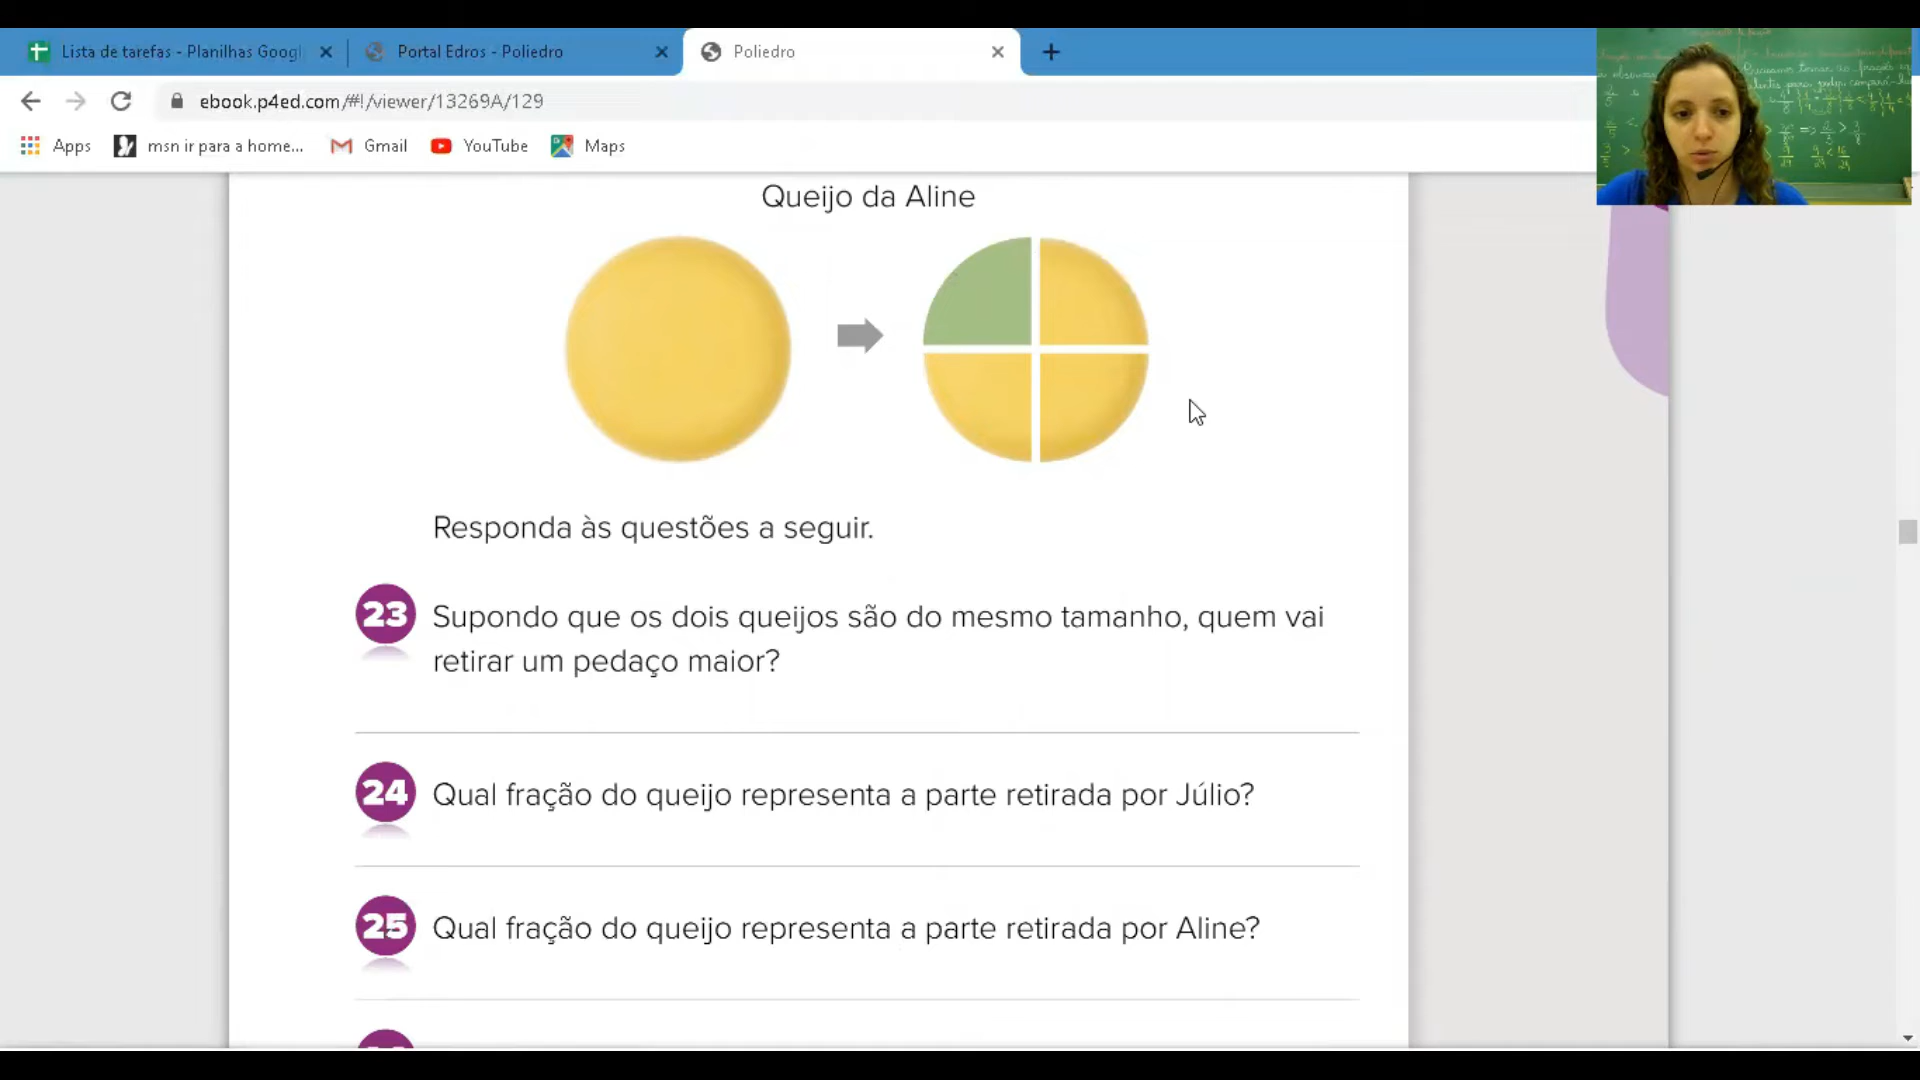 Lista de tarefas - Planilhas Googl
Portal Edros - Poliedro
Poliedro
ebook.p4ed.com/#!/viewer/13269A/129
Apps
msn ir para a home...
Gmail
YouTube
Maps
Queijo da Aline
Responda às questões a seguir.
23 Supondo que os dois queijos são do mesmo tamanho, quem vai
retirar um pedaço maior?
24 Qual fração do queijo representa a parte retirada por Júlio?
25 Qual fração do queijo representa a parte retirada por Aline?